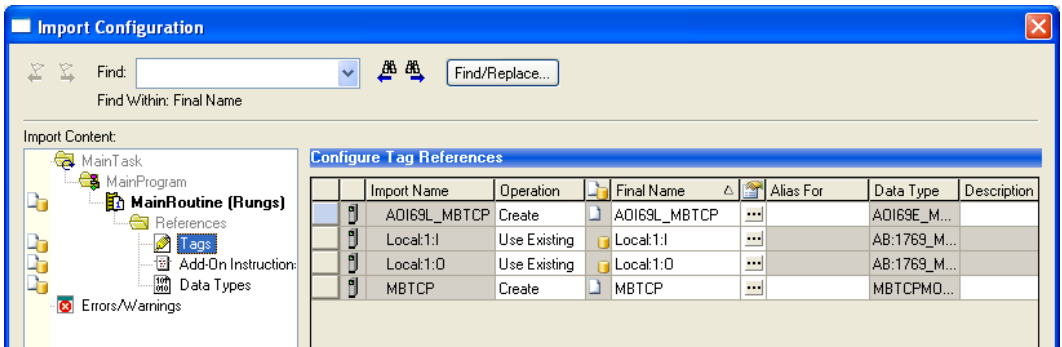 Import Configuration
Find: Find/Replace...
Find Within: Final Name
Import Content:
MainTask
MainProgram
MainRoutine (Rungs)
References
Tags
Add-On Instruction:
Data Types
Errors/Warnings
Configure Tag References
Import Name Operation Final Name Alias For Data Type Description
AOI69L_MBTCP Create AOI69L_MBTCP ... AOI69E_M...
Local:1:I Use Existing Local:1:I ... AB:1769_M...
Local:1:O Use Existing Local:1:O ... AB:1769_M...
MBTCP Create MBTCP ... MBTCPMO...